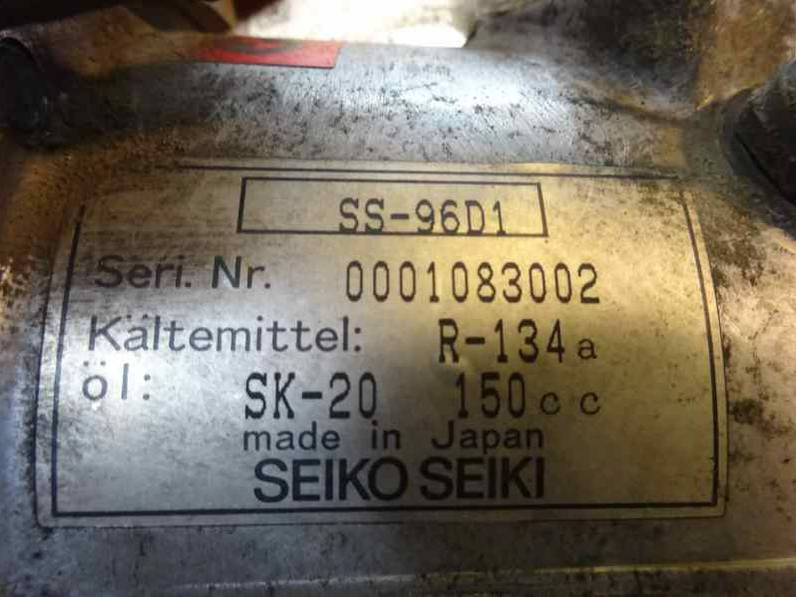 SS-96D1
Seri. Nr. 0001083002
Kältemittel: R-134a
öl: SK-20 150cc
made in Japan
SEIKO SEIKI